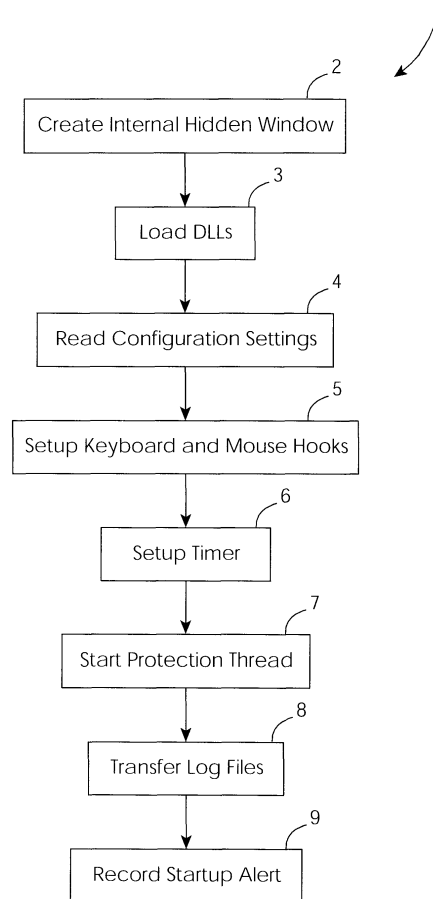 2
Create Internal Hidden Window
3
Load DLLs
4
Read Configuration Settings
5
Setup Keyboard and Mouse Hooks
6
Setup Timer
7
Start Protection Thread
8
Transfer Log Files
9
Record Startup Alert